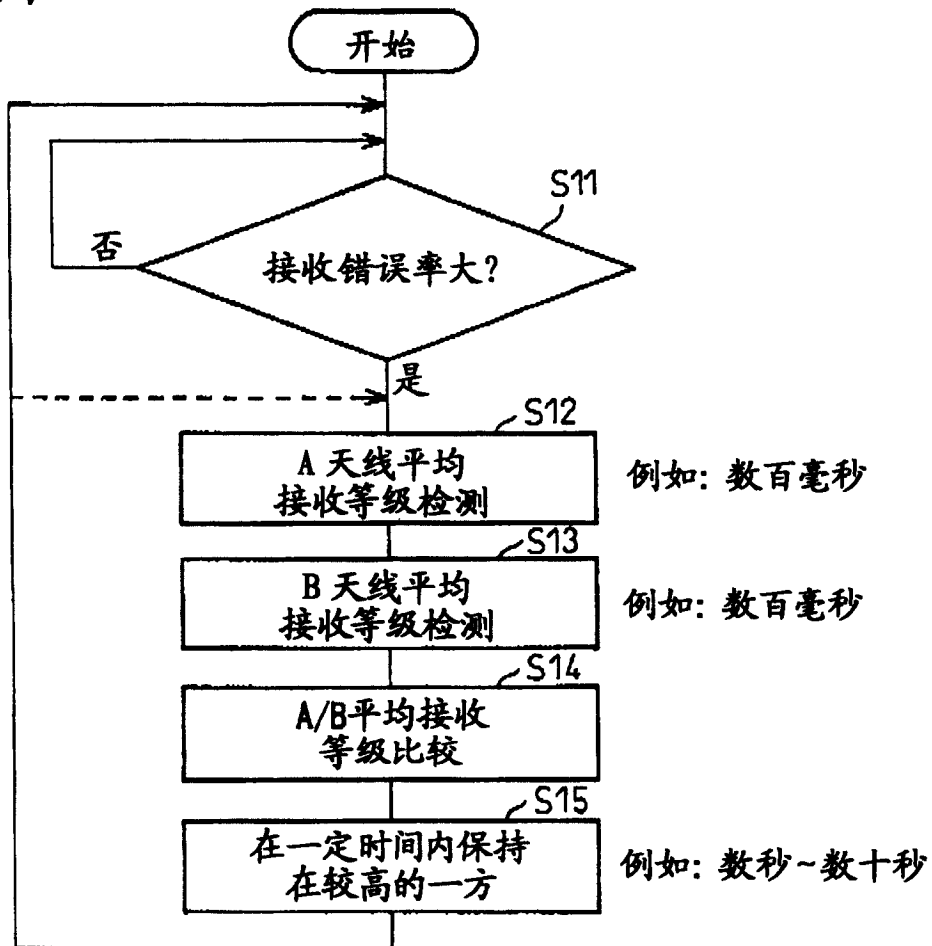 开始
S11
否
接收错误率大?
是
S12
A 天线平均
接收等级检测
例如: 数百毫秒
S13
B 天线平均
接收等级检测
例如: 数百毫秒
S14
A/B平均接收
等级比较
S15
在一定时间内保持
在较高的一方
例如: 数秒~数十秒